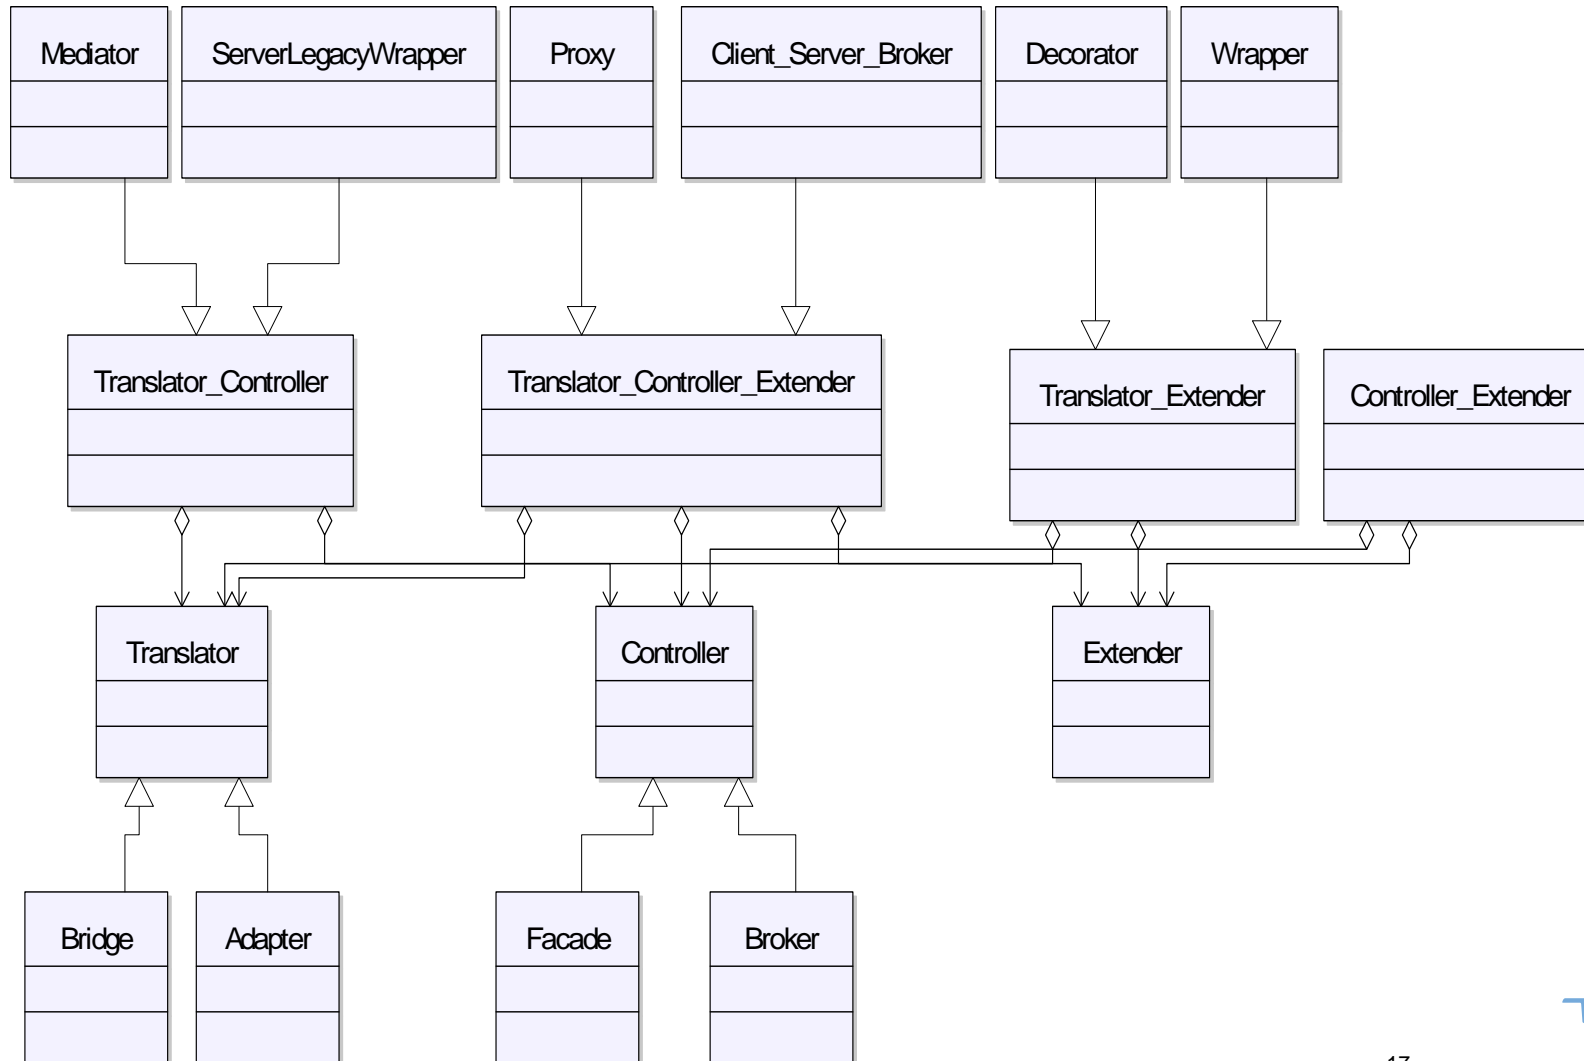 Mediator
ServerLegacyWrapper
Proxy
Client_Server_Broker
Decorator
Wrapper
Translator_Controller
Translator_Controller_Extender
Translator_Extender
Controller_Extender
Translator
Controller
Extender
Bridge
Adapter
Facade
Broker